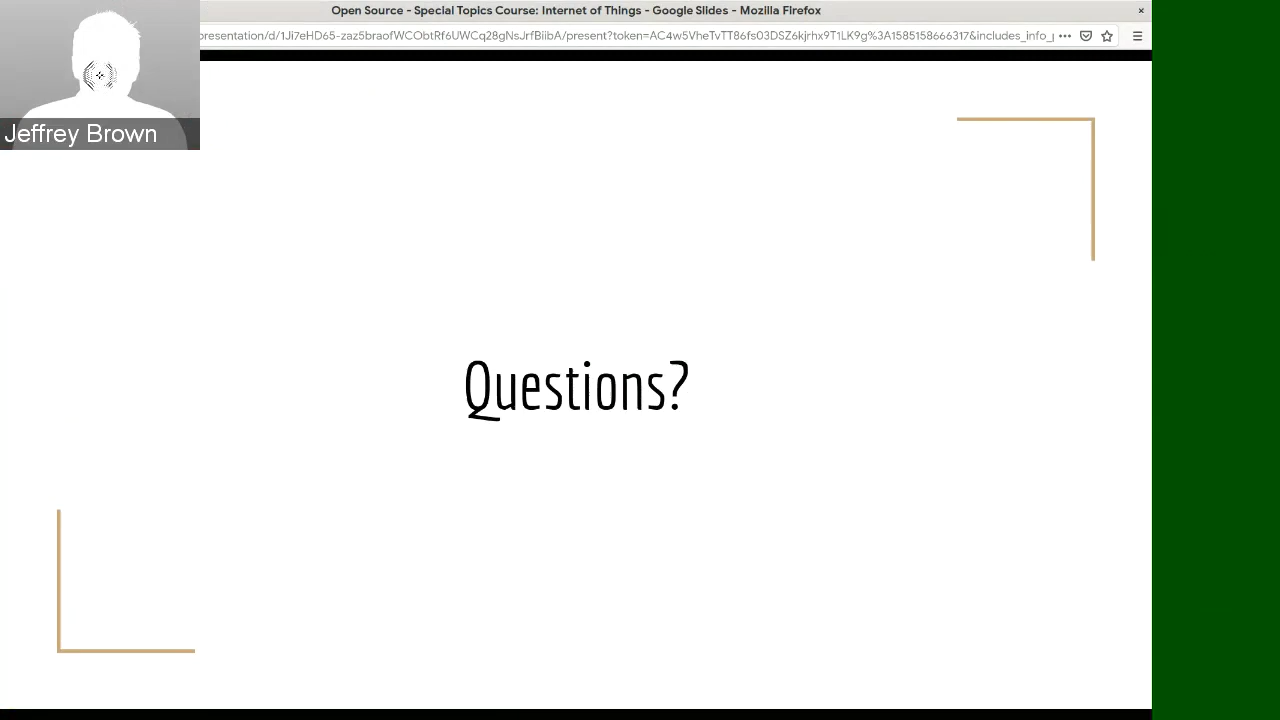 Open Source - Special Topics Course: Internet of Things - Google Slides - Mozilla Firefox
×
presentation/d/1Ji7eHD65-zaz5braofWCObtRf6UWCq28gNsJrfBiibA/present?token=AC4w5VheTvTT86fs03DSZ6kjrhx9T1LK9g%3A1585158666317&includes_info_p
Jeffrey Brown
Questions?